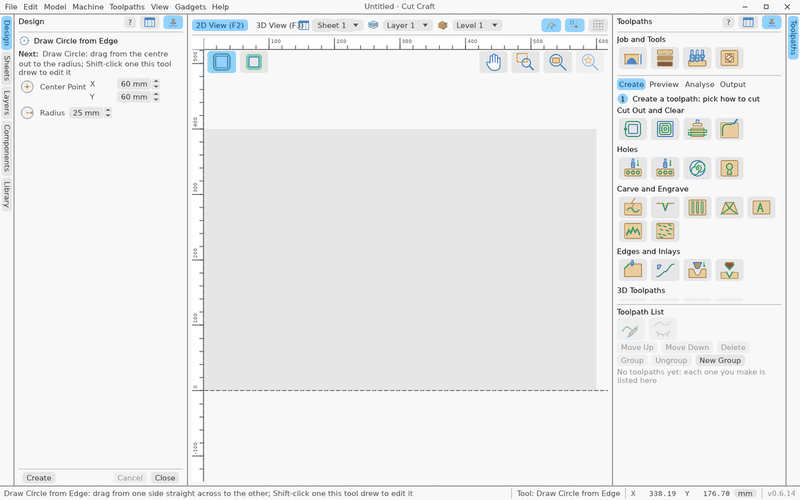 File Edit Model Machine Toolpaths View Gadgets Help
Untitled - Cut Craft
Design
?
Draw Circle from Edge
Next: Draw Circle: drag from the centre
out to the radius; Shift-click one this tool
drew to edit it
Center Point X 60 mm
Y 60 mm
Radius 25 mm
Create Cancel Close
Design
Sheets
Layers
Components
Library
2D View (F2) 3D View (F3) Sheet 1 Layer 1 Level 1
100 200 300 400 500 600
500
400
300
200
100
0
-100
Toolpaths
?
Job and Tools
Create Preview Analyse Output
1 Create a toolpath: pick how to cut
Cut Out and Clear
Holes
Carve and Engrave
Edges and Inlays
3D Toolpaths
Toolpath List
Move Up Move Down Delete
Group Ungroup New Group
No toolpaths yet: each one you make is
listed here
Toolpaths
Draw Circle from Edge: drag from one side straight across to the other; Shift-click one this tool drew to edit it
Tool: Draw Circle from Edge X 338.19 Y 176.70 mm v0.6.14